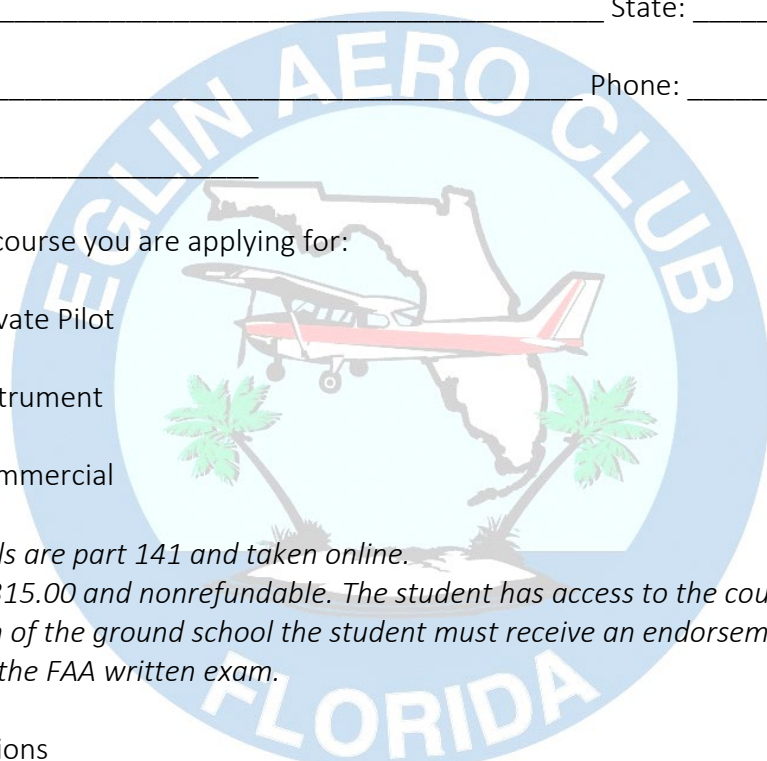 State:
Phone:
EGLIN AERO CLUB
course you are applying for:
vate Pilot
trument
mmercial
ls are part 141 and taken online.
315.00 and nonrefundable. The student has access to the cou
of the ground school the student must receive an endorsem
the FAA written exam.
FLORIDA
ions